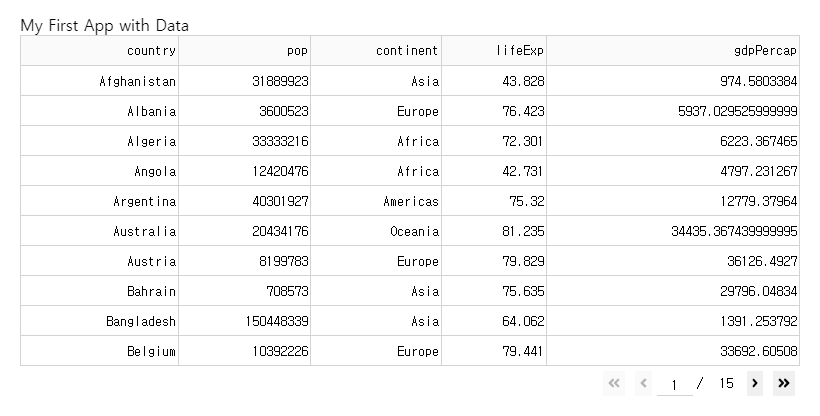 My First App with Data
country pop continent lifeExp gdpPercap
Afghanistan 31889923 Asia 43.828 974.5803384
Albania 3600523 Europe 76.423 5937.029525999999
Algeria 33333216 Africa 72.301 6223.367465
Angola 12420476 Africa 42.731 4797.231267
Argentina 40301927 Americas 75.32 12779.37964
Australia 20434176 Oceania 81.235 34435.367439999995
Austria 8199783 Europe 79.829 36126.4927
Bahrain 708573 Asia 75.635 29796.04834
Bangladesh 150448339 Asia 64.062 1391.253792
Belgium 10392226 Europe 79.441 33692.60508
« ‹ 1 / 15 › »